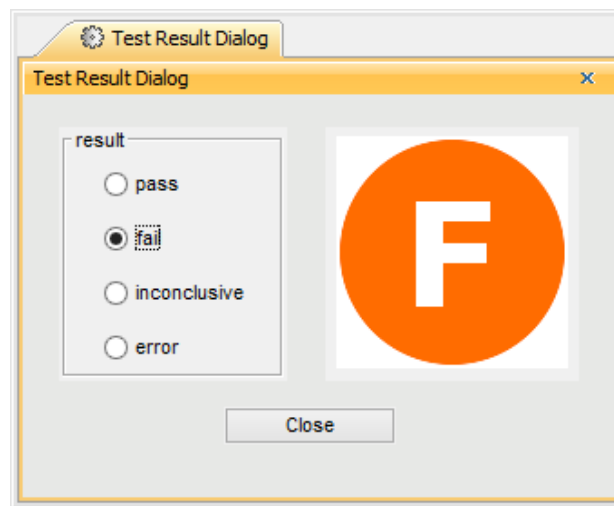 Test Result Dialog
Test Result Dialog
result
pass
fail
inconclusive
error
F
Close